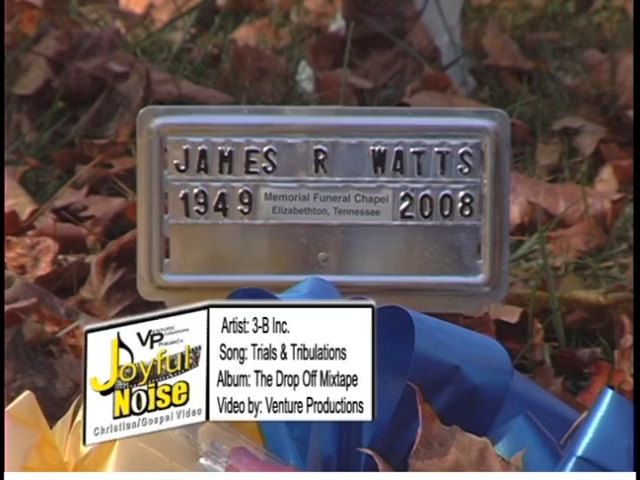 JAMES R WATTS
1949 Memorial Funeral Chapel 2008
Elizabethton, Tennessee
VP
Joyful
Noise
Christian/Gospel Video
Artist: 3-B Inc.
Song: Trials & Tribulations
Album: The Drop Off Mixtape
Video by: Venture Productions